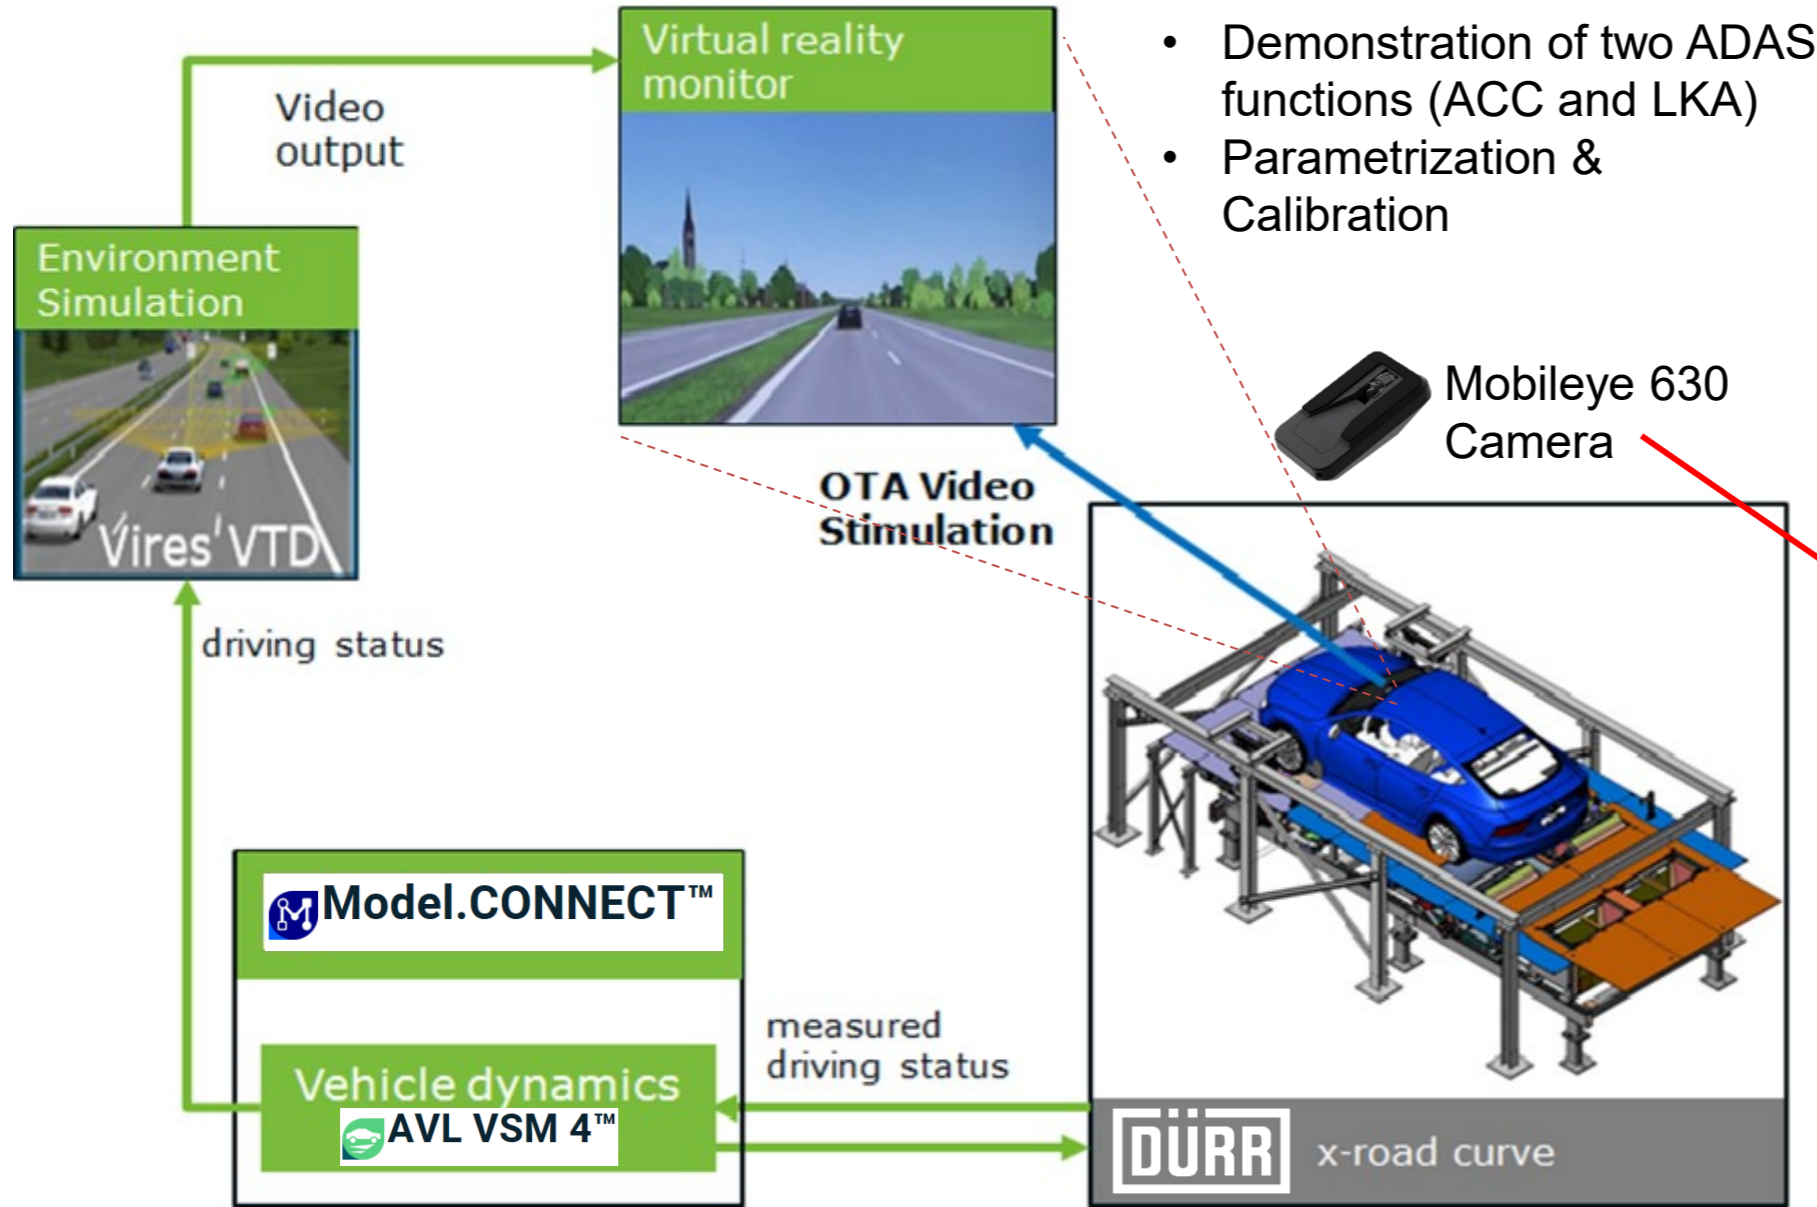 Virtual reality
monitor
• Demonstration of two ADAS
functions (ACC and LKA)
• Parametrization &
Calibration
Video
output
Environment
Simulation
Vires' VTD
Mobileye 630
Camera
OTA Video
Stimulation
driving status
Model.CONNECT™
measured
driving status
Vehicle dynamics
AVL VSM 4™
DÜRR
x-road curve